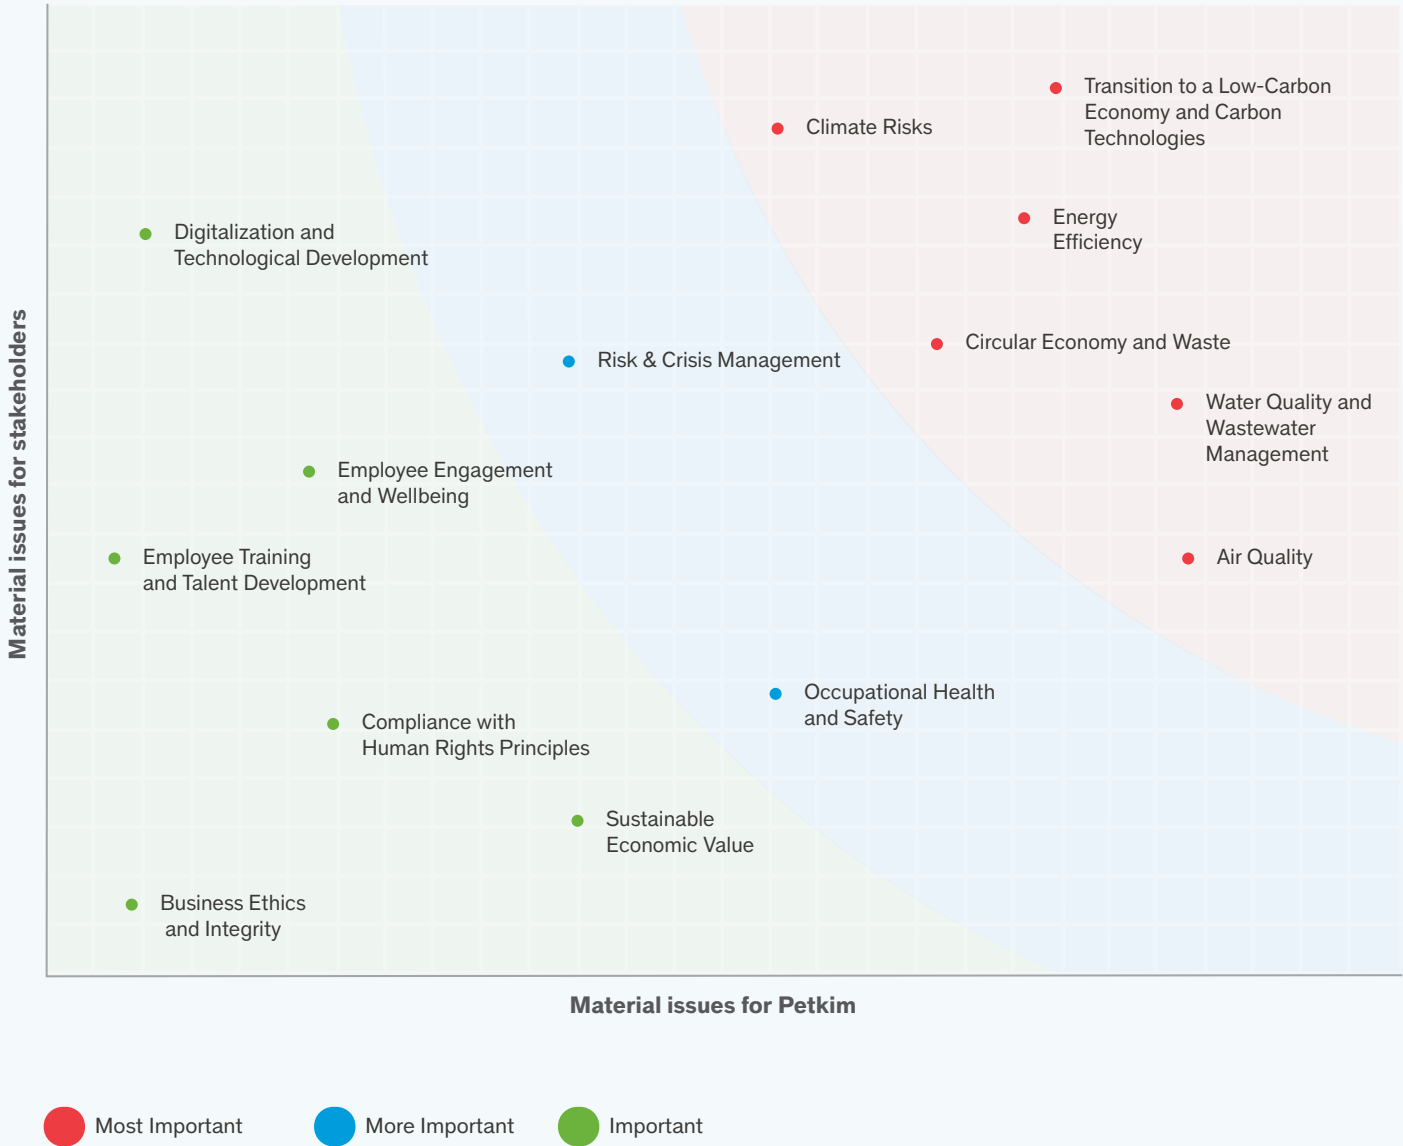 Transition to a Low-Carbon
Economy and Carbon
Technologies
Climate Risks
Energy
Efficiency
Digitalization and
Technological Development
Circular Economy and Waste
Risk & Crisis Management
Water Quality and
Wastewater
Management
Employee Engagement
and Wellbeing
Employee Training
and Talent Development
Air Quality
Occupational Health
and Safety
Compliance with
Human Rights Principles
Sustainable
Economic Value
Business Ethics
and Integrity
Material issues for stakeholders
Material issues for Petkim
Most Important
More Important
Important